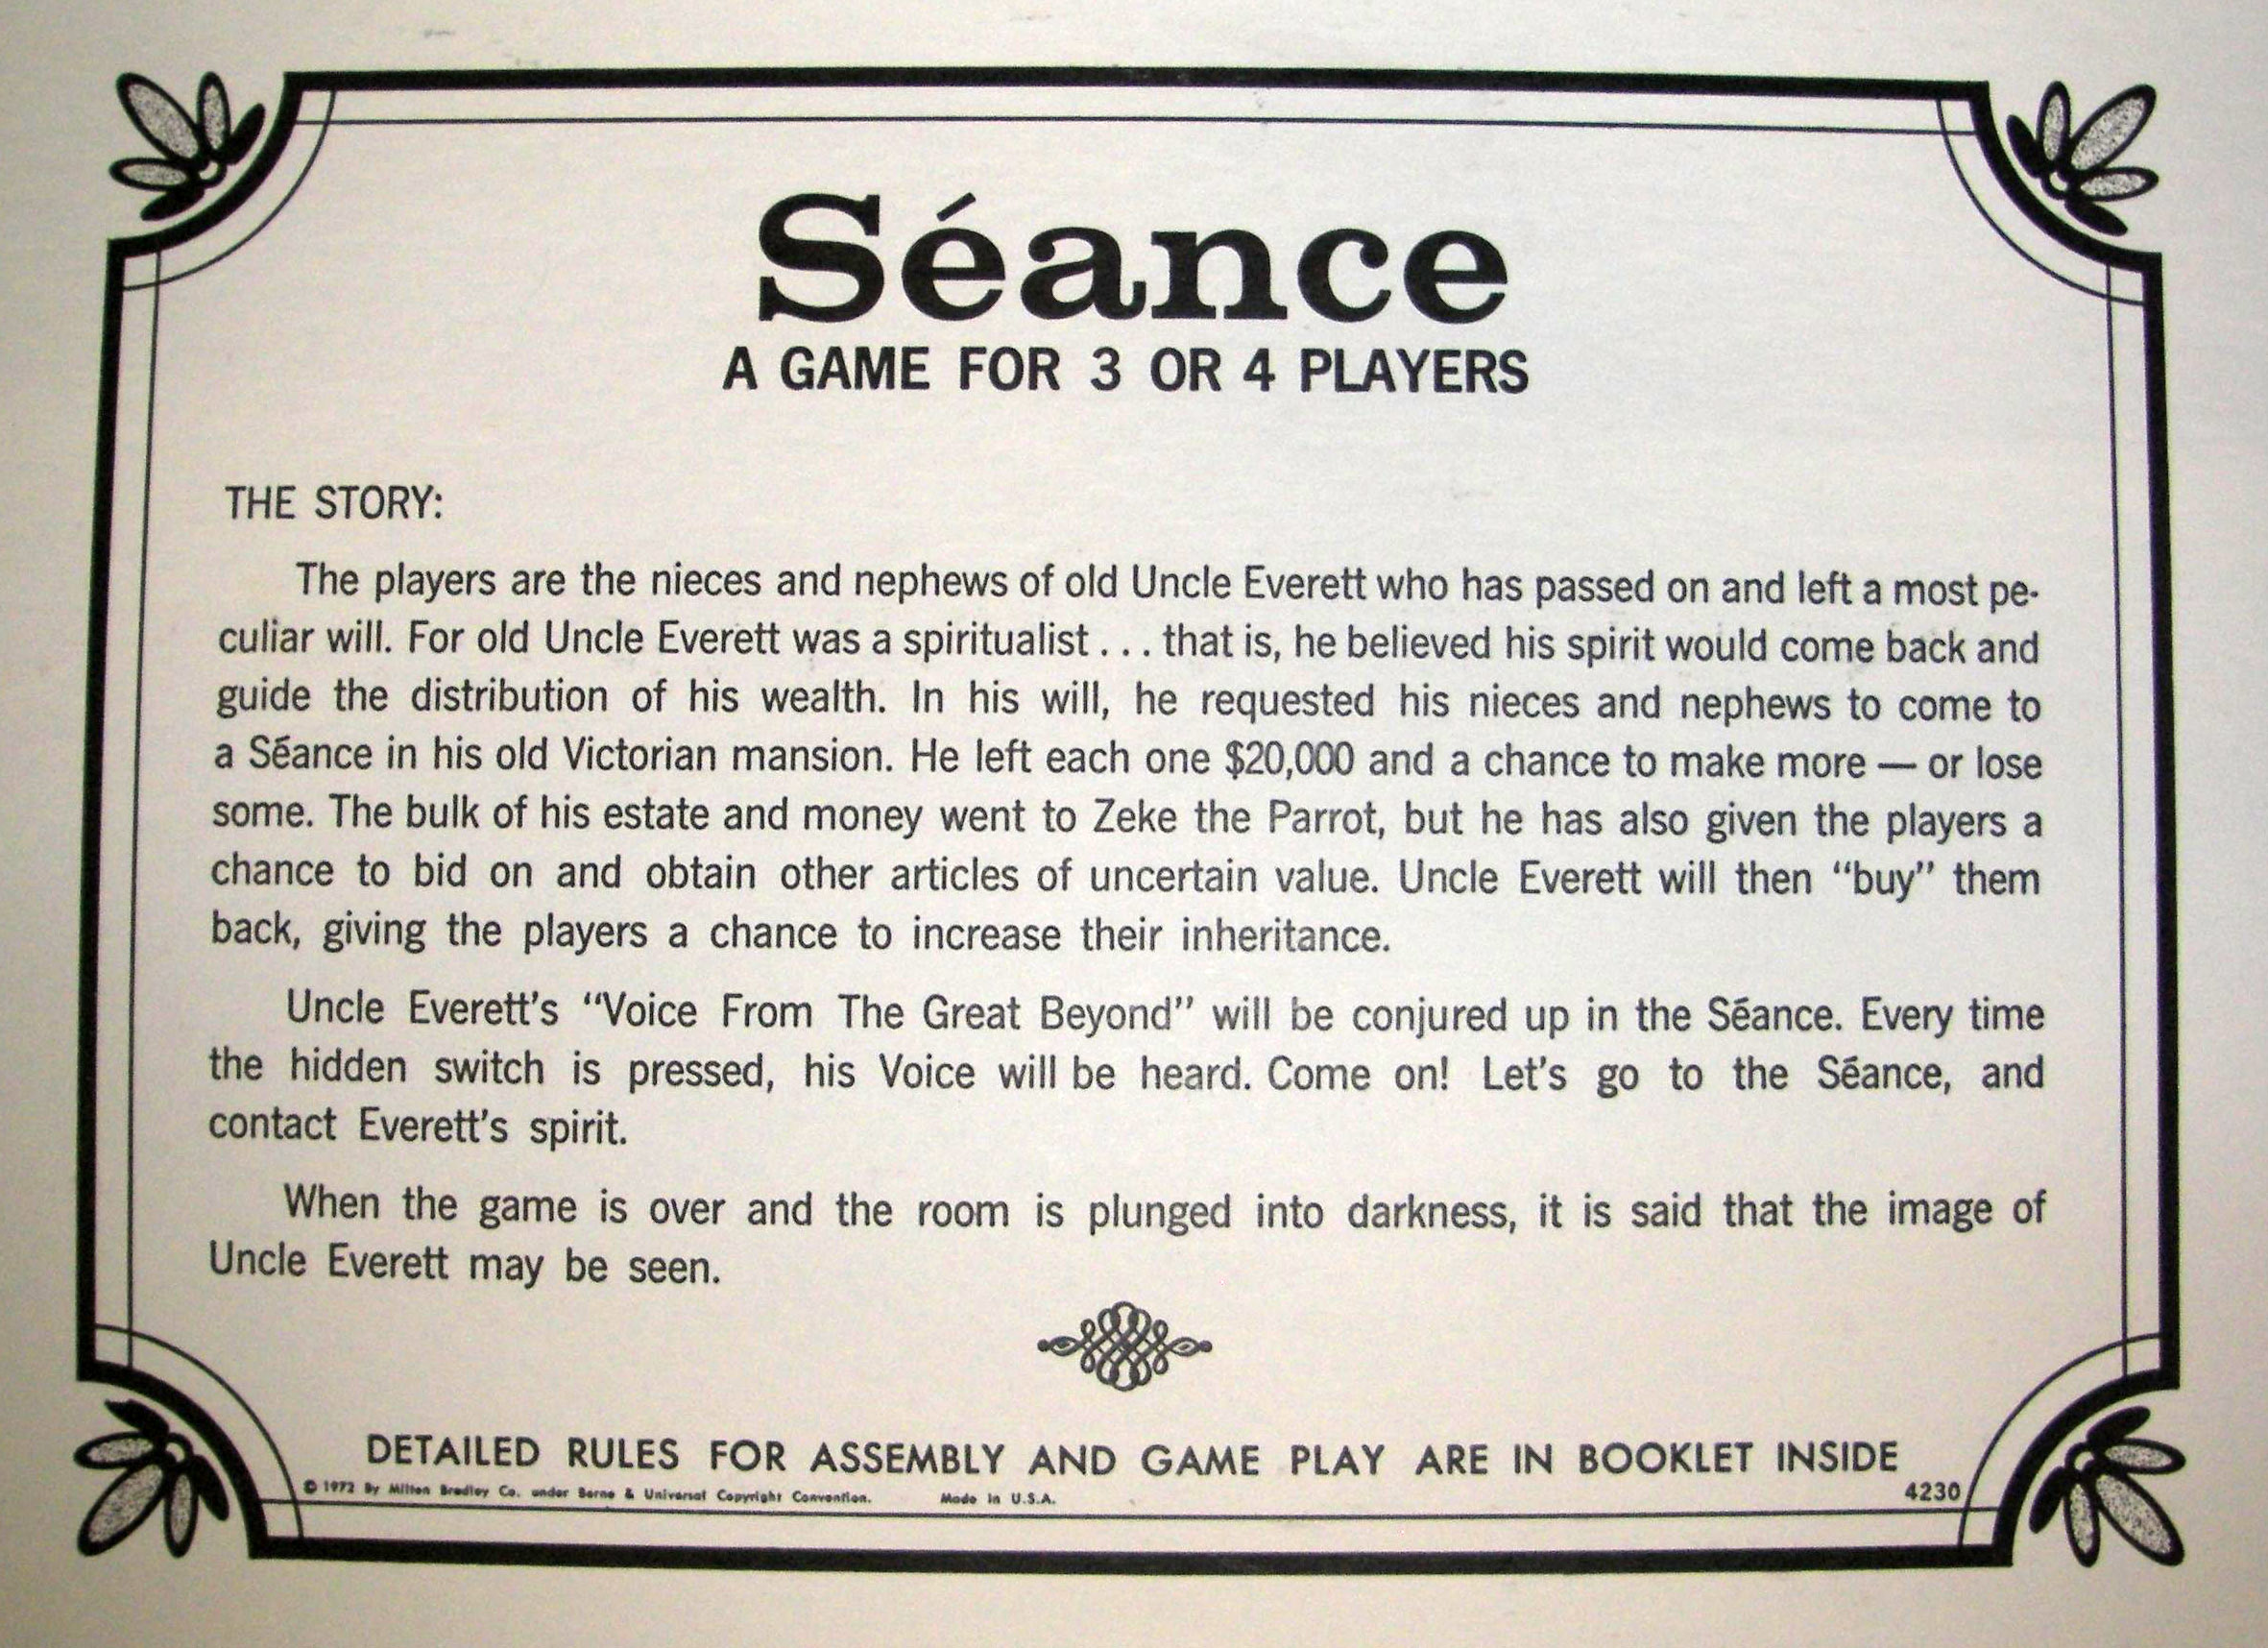 Séance
A GAME FOR 3 OR 4 PLAYERS
THE STORY:
The players are the nieces and nephews of old Uncle Everett who has passed on and left a most pe-
culiar will. For old Uncle Everett was a spiritualist . . . that is, he believed his spirit would come back and
guide the distribution of his wealth. In his will, he requested his nieces and nephews to come to
a Séance in his old Victorian mansion. He left each one $20,000 and a chance to make more — or lose
some. The bulk of his estate and money went to Zeke the Parrot, but he has also given the players a
chance to bid on and obtain other articles of uncertain value. Uncle Everett will then “buy” them
back, giving the players a chance to increase their inheritance.
Uncle Everett’s “Voice From The Great Beyond” will be conjured up in the Séance. Every time
the hidden switch is pressed, his Voice will be heard. Come on! Let’s go to the Séance, and
contact Everett’s spirit.
When the game is over and the room is plunged into darkness, it is said that the image of
Uncle Everett may be seen.
DETAILED RULES FOR ASSEMBLY AND GAME PLAY ARE IN BOOKLET INSIDE
© 1972 By Milton Bradley Co. under Berne & Universal Copyright Convention. Made in U.S.A. 4230